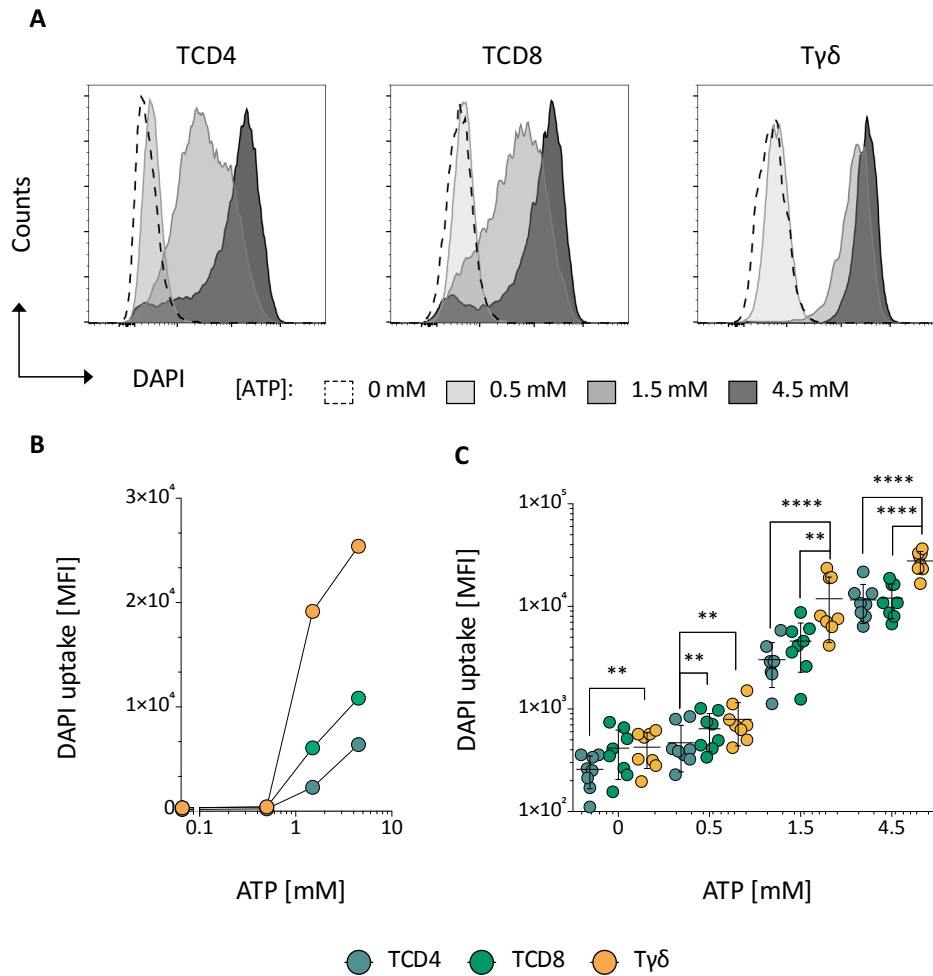 A
TCD4 TCD8 Tγδ
Counts
DAPI
[ATP]: 0 mM 0.5 mM 1.5 mM 4.5 mM
B
3×10⁴
2×10⁴
1×10⁴
0
0.1 1 10
DAPI uptake [MFI]
ATP [mM]
C
1×10⁵
1×10⁴
1×10³
1×10²
**** ****
** ****
** ** **
0 0.5 1.5 4.5
DAPI uptake [MFI]
ATP [mM]
TCD4 TCD8 Tγδ